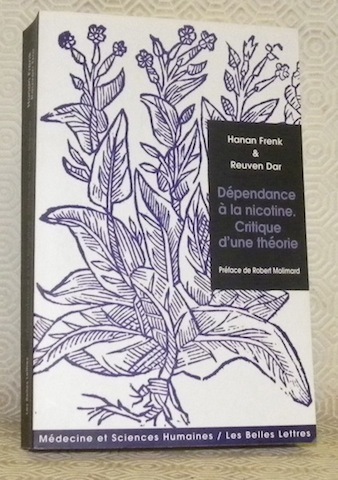 Hanan Frenk
&
Reuven Dar
Dépendance
à la nicotine.
Critique
d'une théorie
Préface de Robert Molimard
Médecine et Sciences Humaines / Les Belles Lettres